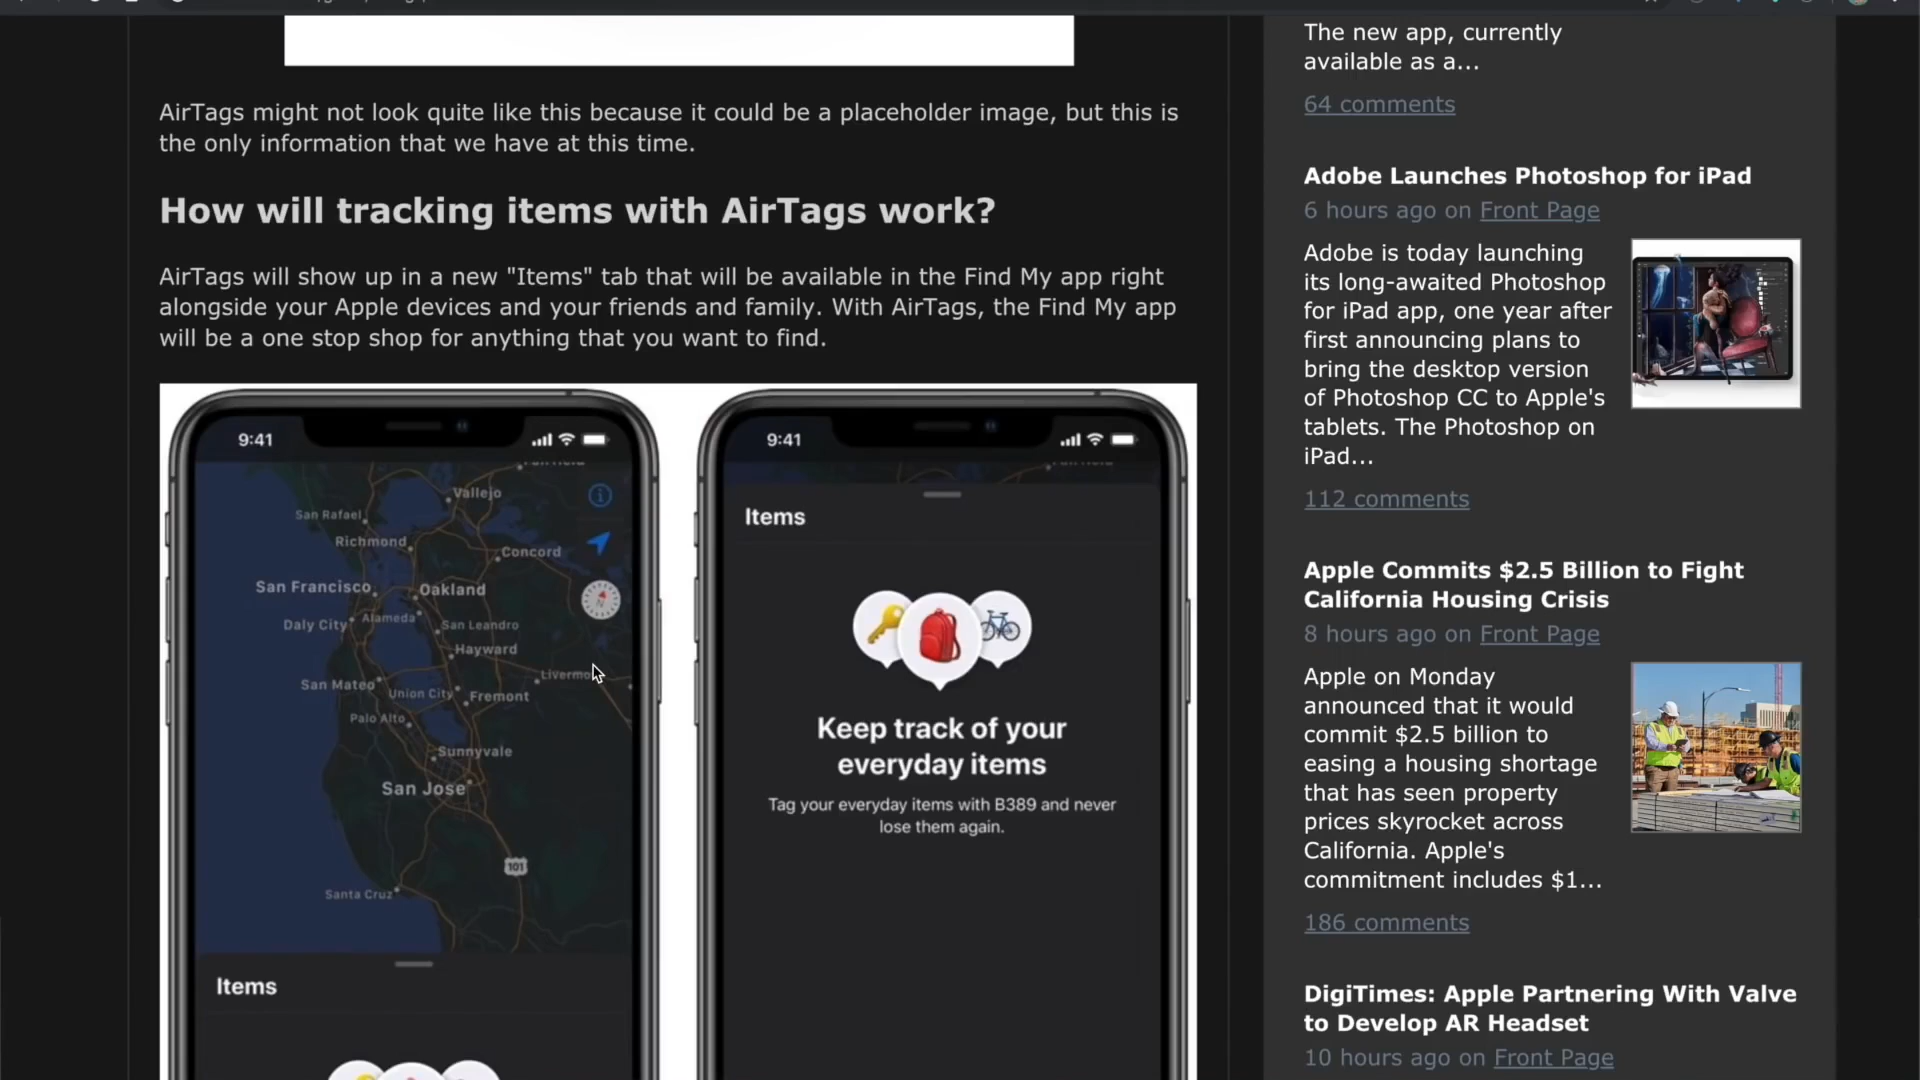 AirTags might not look quite like this because it could be a placeholder image, but this is
the only information that we have at this time.
How will tracking items with AirTags work?
AirTags will show up in a new "Items" tab that will be available in the Find My app right
alongside your Apple devices and your friends and family. With AirTags, the Find My app
will be a one stop shop for anything that you want to find.
9:41
Vallejo
San Rafael
Richmond
Concord
San Francisco
Oakland
Daly City
Alameda
San Leandro
Hayward
San Mateo
Union City
Fremont
Palo Alto
Sunnyvale
San Jose
101
Santa Cruz
Items
9:41
Items
Keep track of your
everyday items
Tag your everyday items with B389 and never
lose them again.
The new app, currently
available as a...
64 comments
Adobe Launches Photoshop for iPad
6 hours ago on Front Page
Adobe is today launching
its long-awaited Photoshop
for iPad app, one year after
first announcing plans to
bring the desktop version
of Photoshop CC to Apple's
tablets. The Photoshop on
iPad...
112 comments
Apple Commits $2.5 Billion to Fight
California Housing Crisis
8 hours ago on Front Page
Apple on Monday
announced that it would
commit $2.5 billion to
easing a housing shortage
that has seen property
prices skyrocket across
California. Apple's
commitment includes $1...
186 comments
DigiTimes: Apple Partnering With Valve
to Develop AR Headset
10 hours ago on Front Page